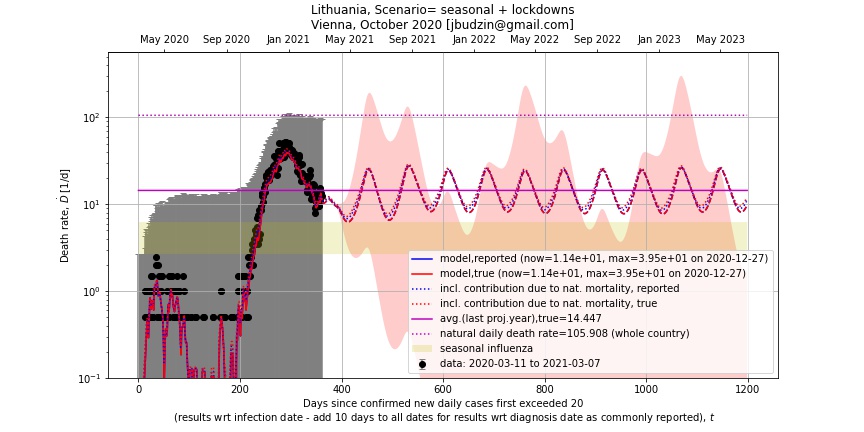 Lithuania, Scenario= seasonal + lockdowns
Vienna, October 2020 [jbudzin@gmail.com]
May 2020 Sep 2020 Jan 2021 May 2021 Sep 2021 Jan 2022 May 2022 Sep 2022 Jan 2023 May 2023
Death rate, D [1/d]
10²
10¹
10⁰
10⁻¹
model,reported (now=1.14e+01, max=3.95e+01 on 2020-12-27)
model,true (now=1.14e+01, max=3.95e+01 on 2020-12-27)
incl. contribution due to nat. mortality, reported
incl. contribution due to nat. mortality, true
avg.(last proj.year),true=14.447
natural daily death rate=105.908 (whole country)
seasonal influenza
data: 2020-03-11 to 2021-03-07
0 200 400 600 800 1000 1200
Days since confirmed new daily cases first exceeded 20
(results wrt infection date - add 10 days to all dates for results wrt diagnosis date as commonly reported), t